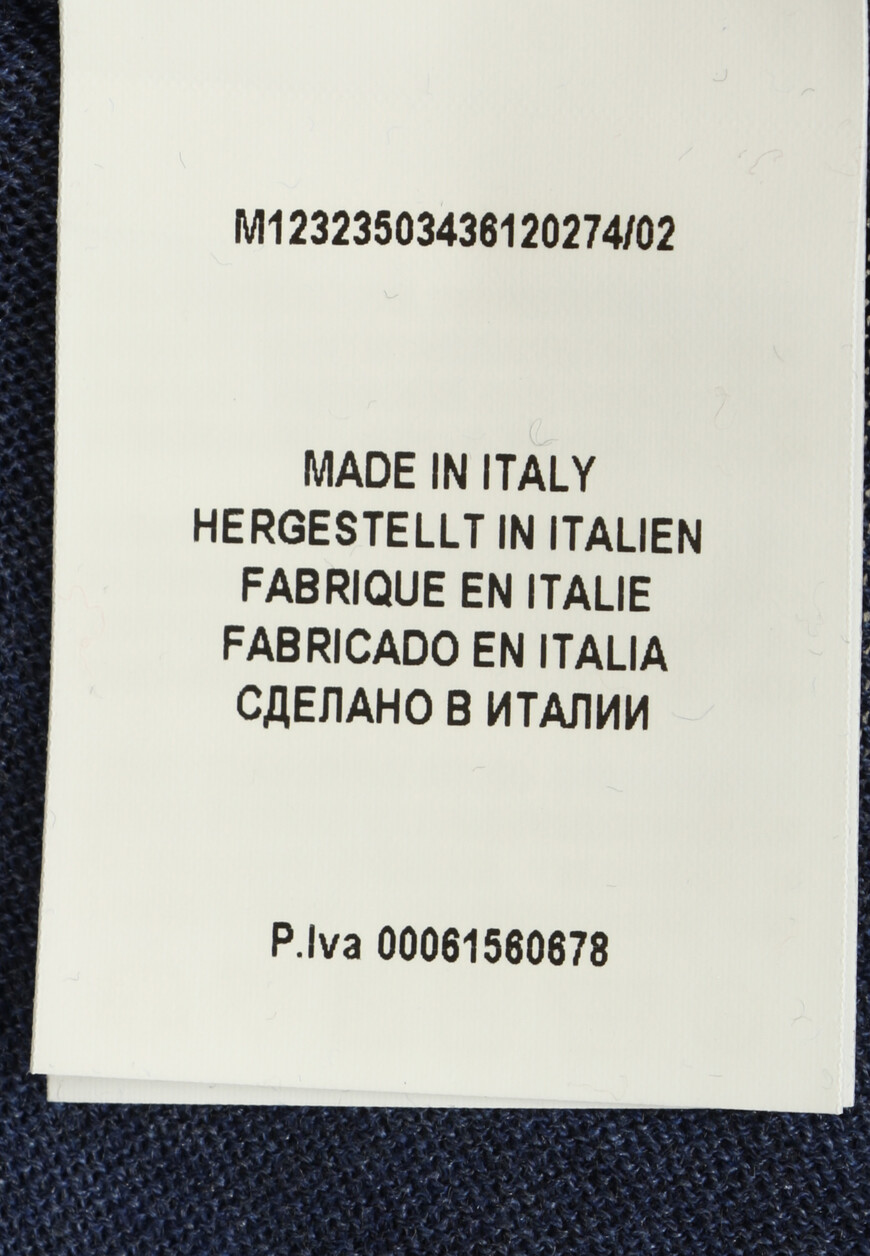 M12323503436120274/02
MADE IN ITALY
HERGESTELLT IN ITALIEN
FABRIQUE EN ITALIE
FABRICADO EN ITALIA
СДЕЛАНО В ИТАЛИИ
P.Iva 00061560678